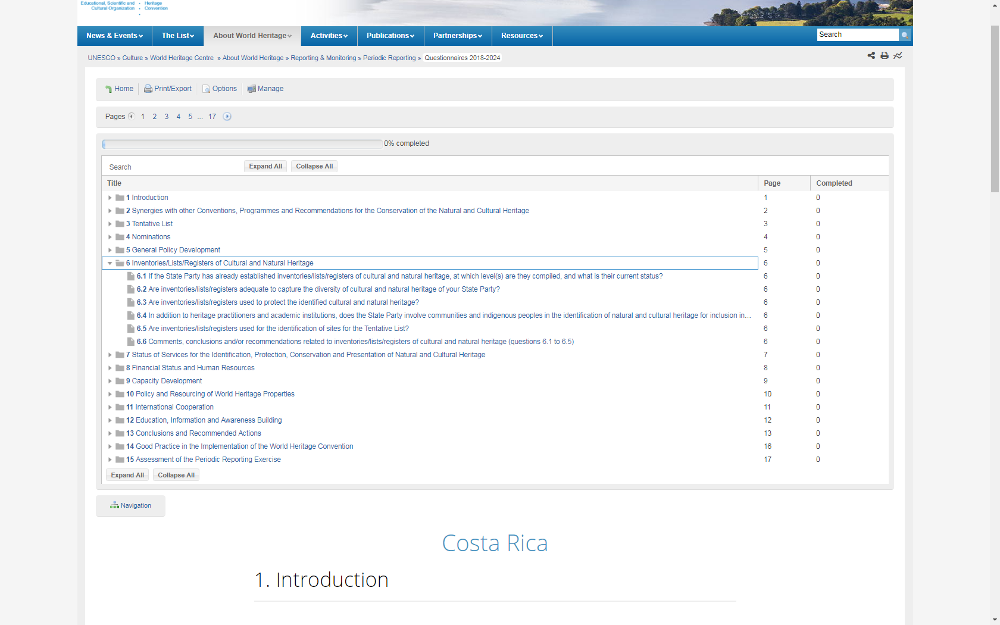 Educational, Scientific and • Heritage
Cultural Organization • Convention
News & Events The List About World Heritage Activities Publications Partnerships Resources Search
UNESCO » Culture » World Heritage Centre » About World Heritage » Reporting & Monitoring » Periodic Reporting » Questionnaires 2018-2024
Home Print/Export Options Manage
Pages 1 2 3 4 5 ... 17
0% completed
Search Expand All Collapse All
Title Page Completed
1 Introduction 1 0
2 Synergies with other Conventions, Programmes and Recommendations for the Conservation of the Natural and Cultural Heritage 2 0
3 Tentative List 3 0
4 Nominations 4 0
5 General Policy Development 5 0
6 Inventories/Lists/Registers of Cultural and Natural Heritage 6 0
6.1 If the State Party has already established inventories/lists/registers of cultural and natural heritage, at which level(s) are they compiled, and what is their current status? 6 0
6.2 Are inventories/lists/registers adequate to capture the diversity of cultural and natural heritage of your State Party? 6 0
6.3 Are inventories/lists/registers used to protect the identified cultural and natural heritage? 6 0
6.4 In addition to heritage practitioners and academic institutions, does the State Party involve communities and indigenous peoples in the identification of natural and cultural heritage for inclusion in... 6 0
6.5 Are inventories/lists/registers used for the identification of sites for the Tentative List? 6 0
6.6 Comments, conclusions and/or recommendations related to inventories/lists/registers of cultural and natural heritage (questions 6.1 to 6.5) 6 0
7 Status of Services for the Identification, Protection, Conservation and Presentation of Natural and Cultural Heritage 7 0
8 Financial Status and Human Resources 8 0
9 Capacity Development 9 0
10 Policy and Resourcing of World Heritage Properties 10 0
11 International Cooperation 11 0
12 Education, Information and Awareness Building 12 0
13 Conclusions and Recommended Actions 13 0
14 Good Practice in the Implementation of the World Heritage Convention 16 0
15 Assessment of the Periodic Reporting Exercise 17 0
Expand All Collapse All
Navigation
Costa Rica
1. Introduction